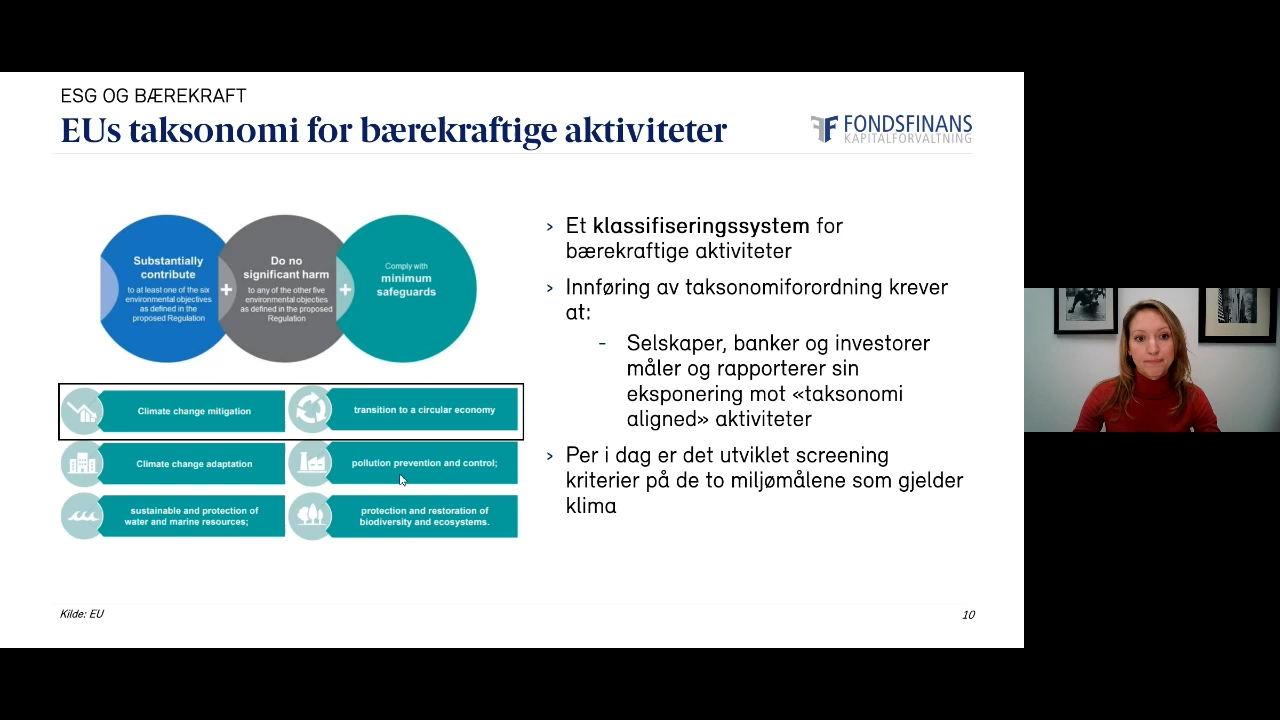 ESG OG BÆREKRAFT
EUs taksonomi for bærekraftige aktiviteter
FONDSFINANS
KAPITALFORVALTNING
Substantially
contribute
to at least one of the six
environmental objectives
as defined in the
proposed Regulation
+
Do no
significant harm
to any of the other five
environmental objecties
as defined in the proposed
Regulation
+
Comply with
minimum
safeguards
Climate change mitigation
transition to a circular economy
Climate change adaptation
pollution prevention and control;
sustainable and protection of
water and marine resources;
protection and restoration of
biodiversity and ecosystems.
› Et klassifiseringssystem for
bærekraftige aktiviteter
› Innføring av taksonomiforordning krever
at:
- Selskaper, banker og investorer
måler og rapporterer sin
eksponering mot «taksonomi
aligned» aktiviteter
› Per i dag er det utviklet screening
kriterier på de to miljømålene som gjelder
klima
Kilde: EU
10